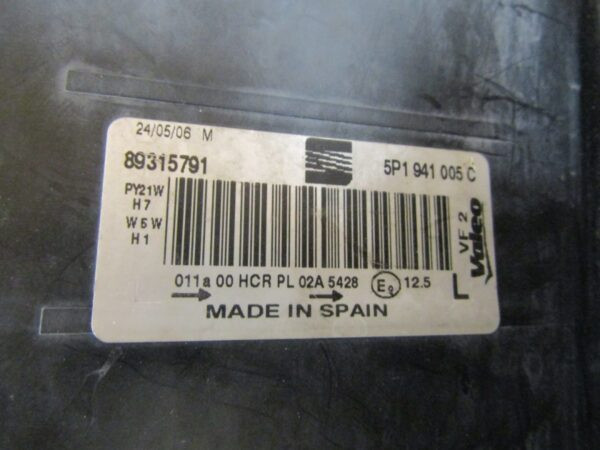 24/05/06 M
89315791 5P1 941 005 C
PY21W
H7
W5W
H1
011a 00 HCR PL 02A 5428 E9 12.5
MADE IN SPAIN
L
VF 2
Valeo